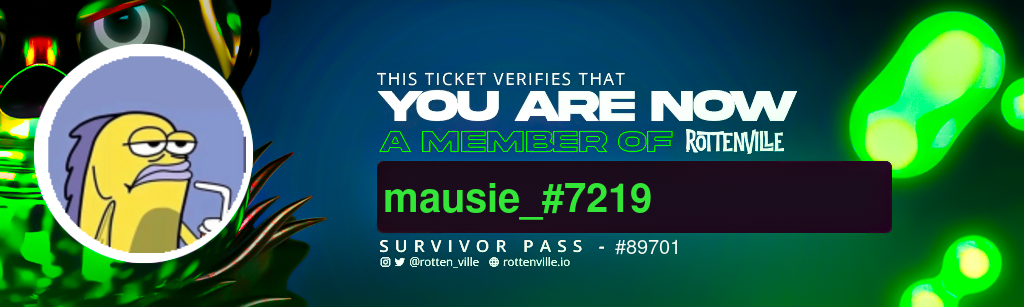 THIS TICKET VERIFIES THAT
YOU ARE NOW
A MEMBER OF ROTTENVILLE
mausie_#7219
SURVIVOR PASS - #89701
@rotten_ville rottenville.io